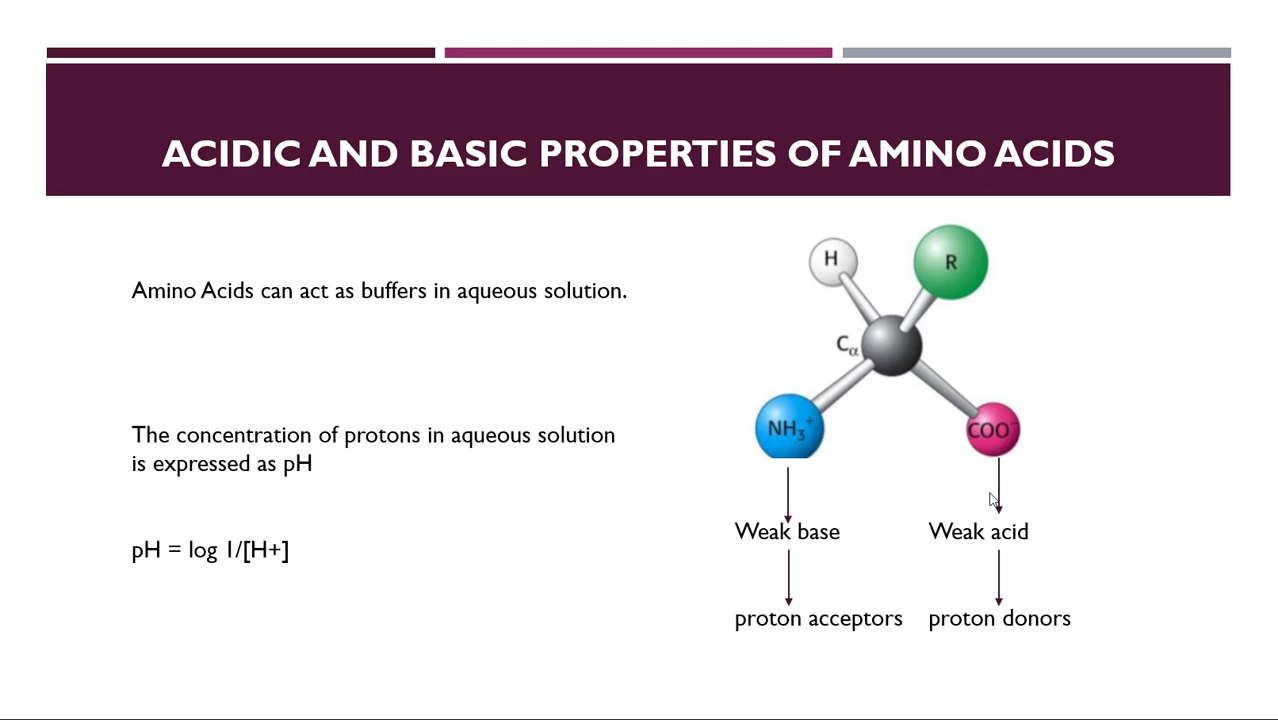 ACIDIC AND BASIC PROPERTIES OF AMINO ACIDS
Amino Acids can act as buffers in aqueous solution.
The concentration of protons in aqueous solution
is expressed as pH
pH = log 1/[H+]
H
R
Cα
NH₃⁺
COO⁻
Weak base
Weak acid
proton acceptors
proton donors